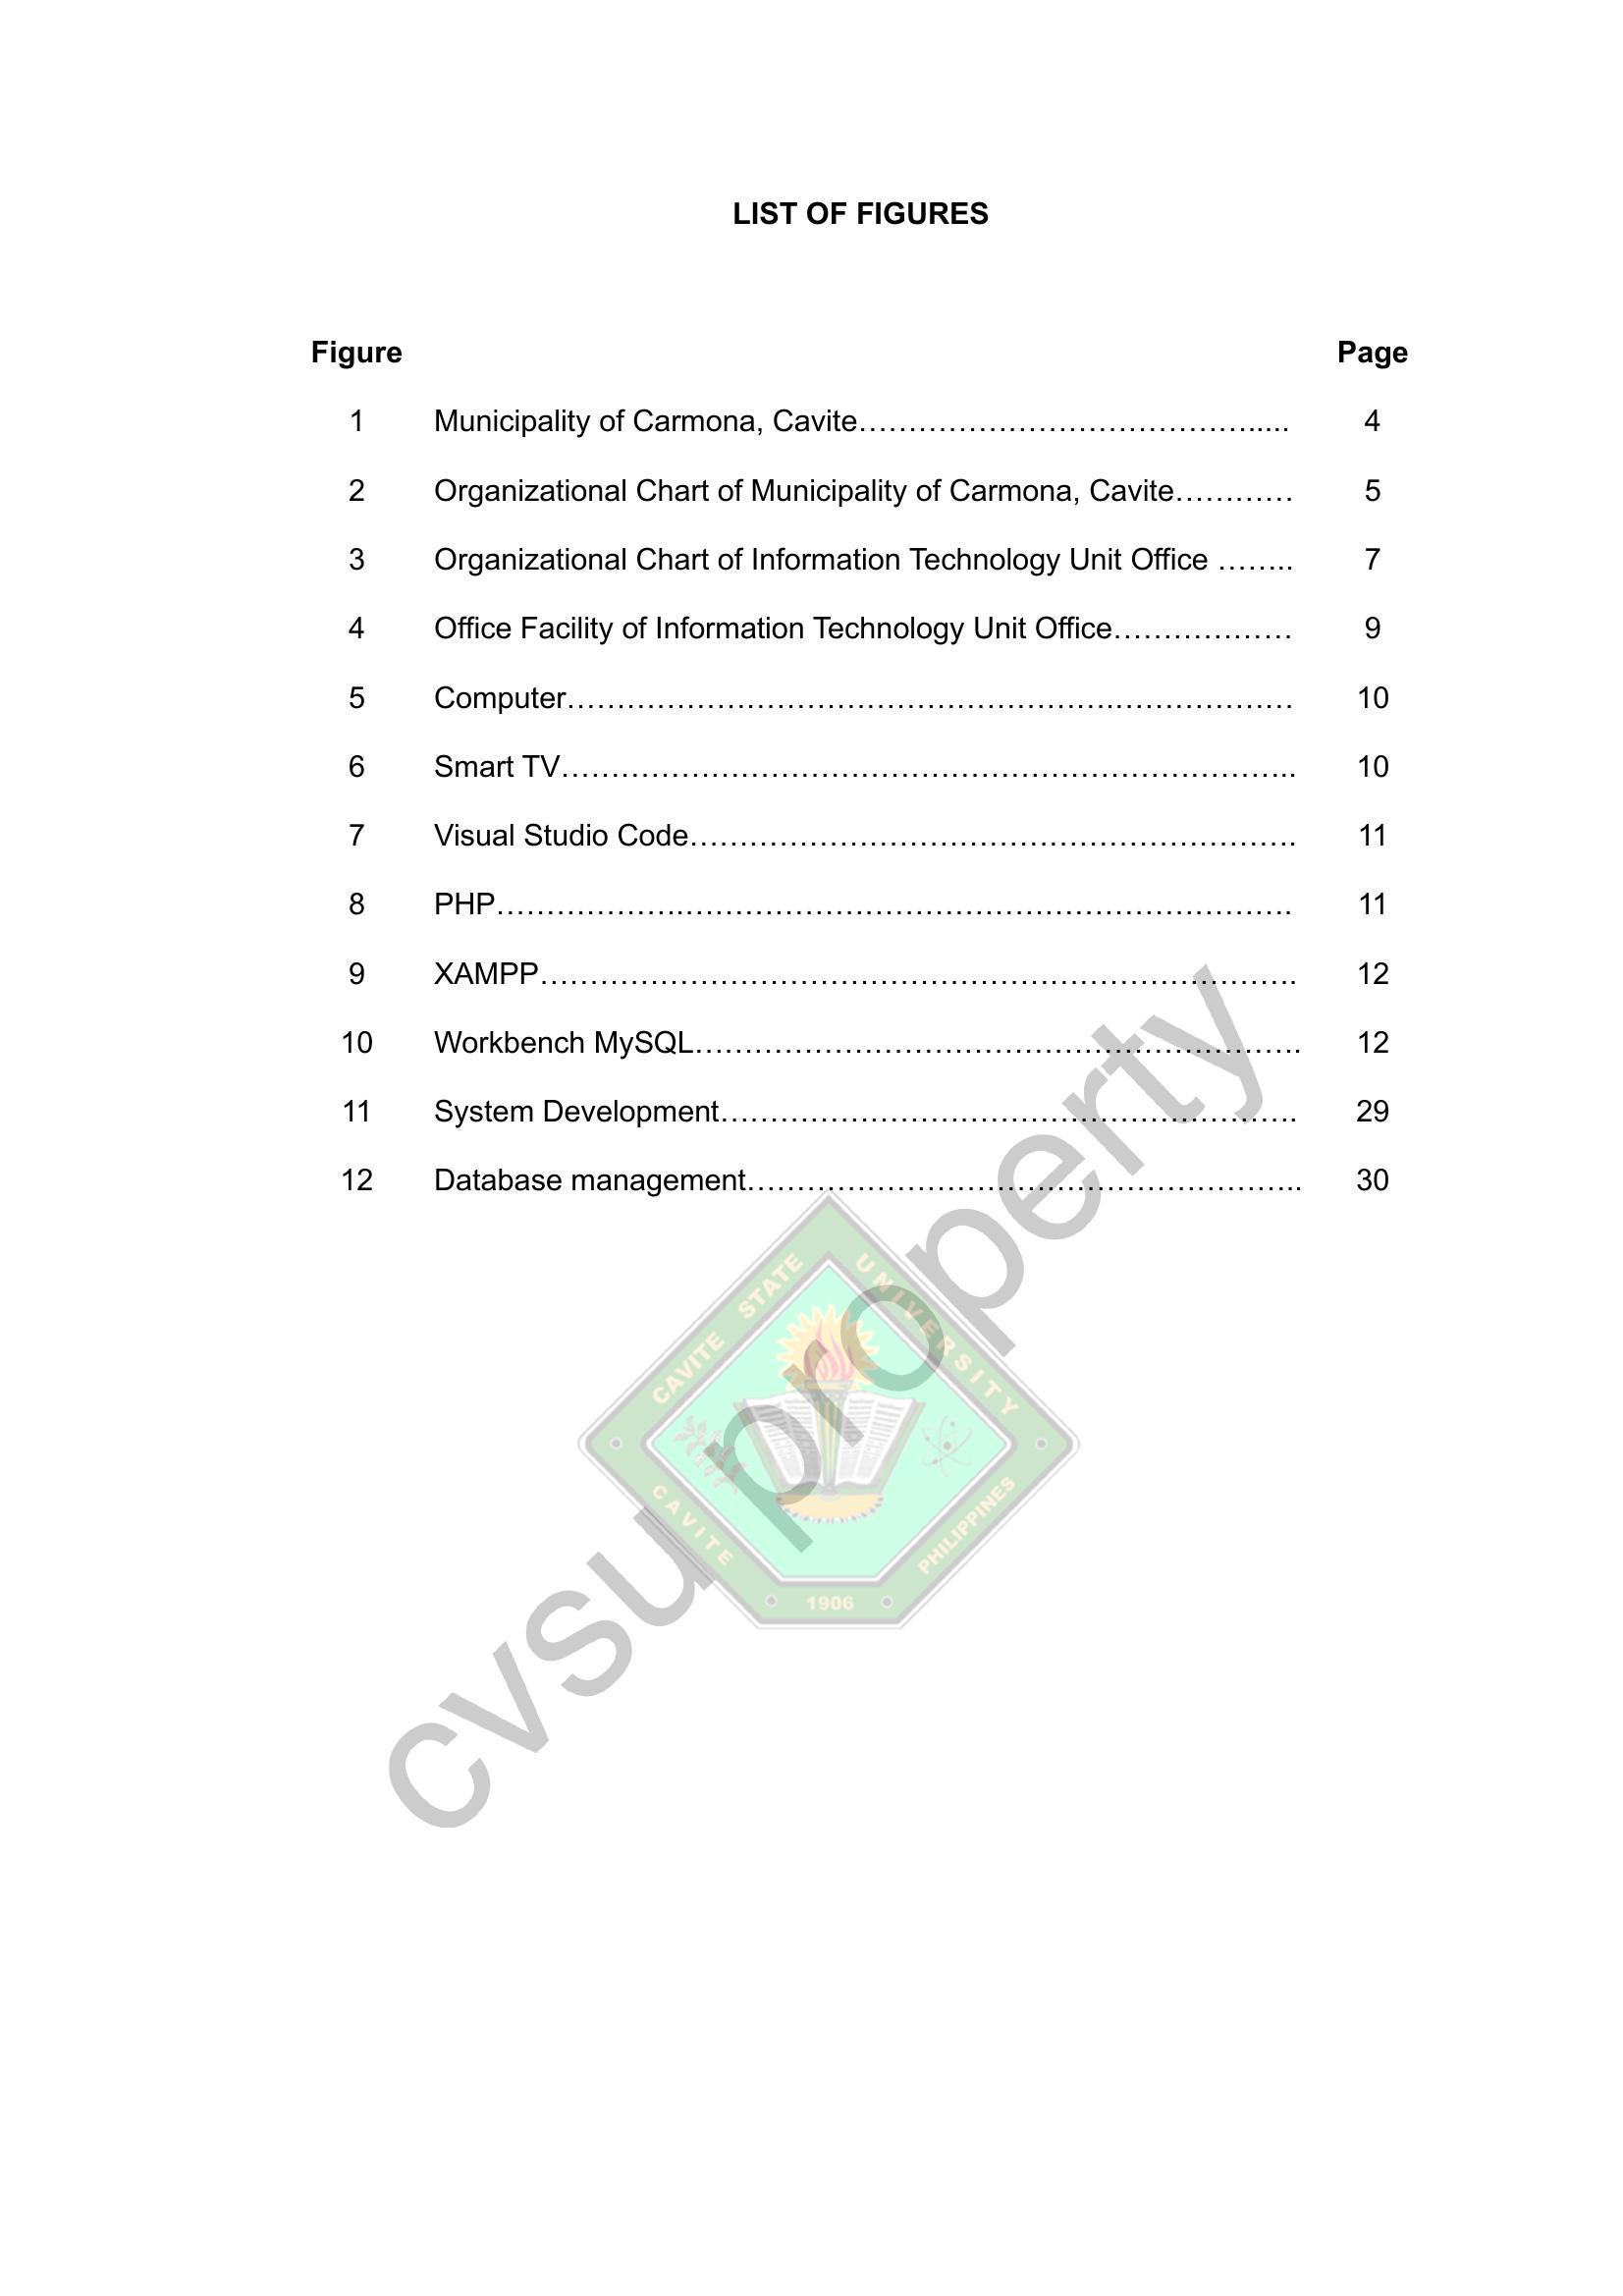 LIST OF FIGURES
Figure Page
1 Municipality of Carmona, Cavite…………………………………..... 4
2 Organizational Chart of Municipality of Carmona, Cavite………… 5
3 Organizational Chart of Information Technology Unit Office …….. 7
4 Office Facility of Information Technology Unit Office……………… 9
5 Computer……………………………………………………………… 10
6 Smart TV……………………………………………………………….. 10
7 Visual Studio Code……………………………………………………. 11
8 PHP……………………………………………………………………. 11
9 XAMPP…………………………………………………………………. 12
10 Workbench MySQL……………………………………………………. 12
11 System Development…………………………………………………. 29
12 Database management……………………………………………….. 30
cvsu property
CAVITE STATE UNIVERSITY
CAVITE PHILIPPINES
1906